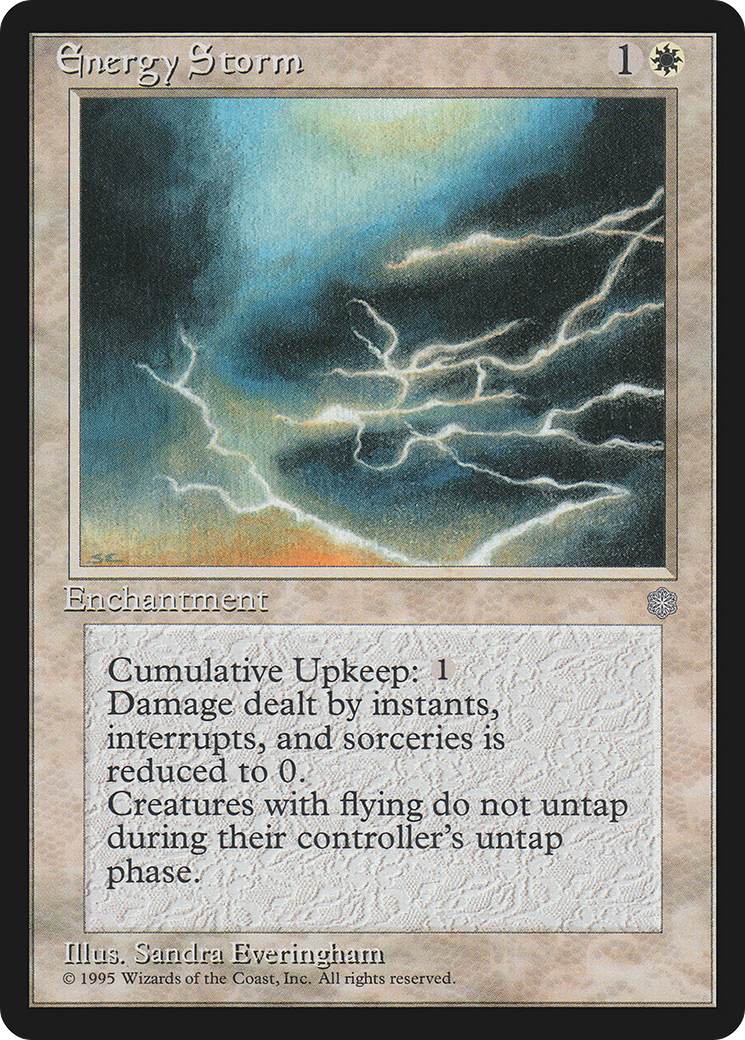 Energy Storm 1
SE
Enchantment
Cumulative Upkeep: 1
Damage dealt by instants,
interrupts, and sorceries is
reduced to 0.
Creatures with flying do not untap
during their controller's untap
phase.
Illus. Sandra Everingham
© 1995 Wizards of the Coast, Inc. All rights reserved.